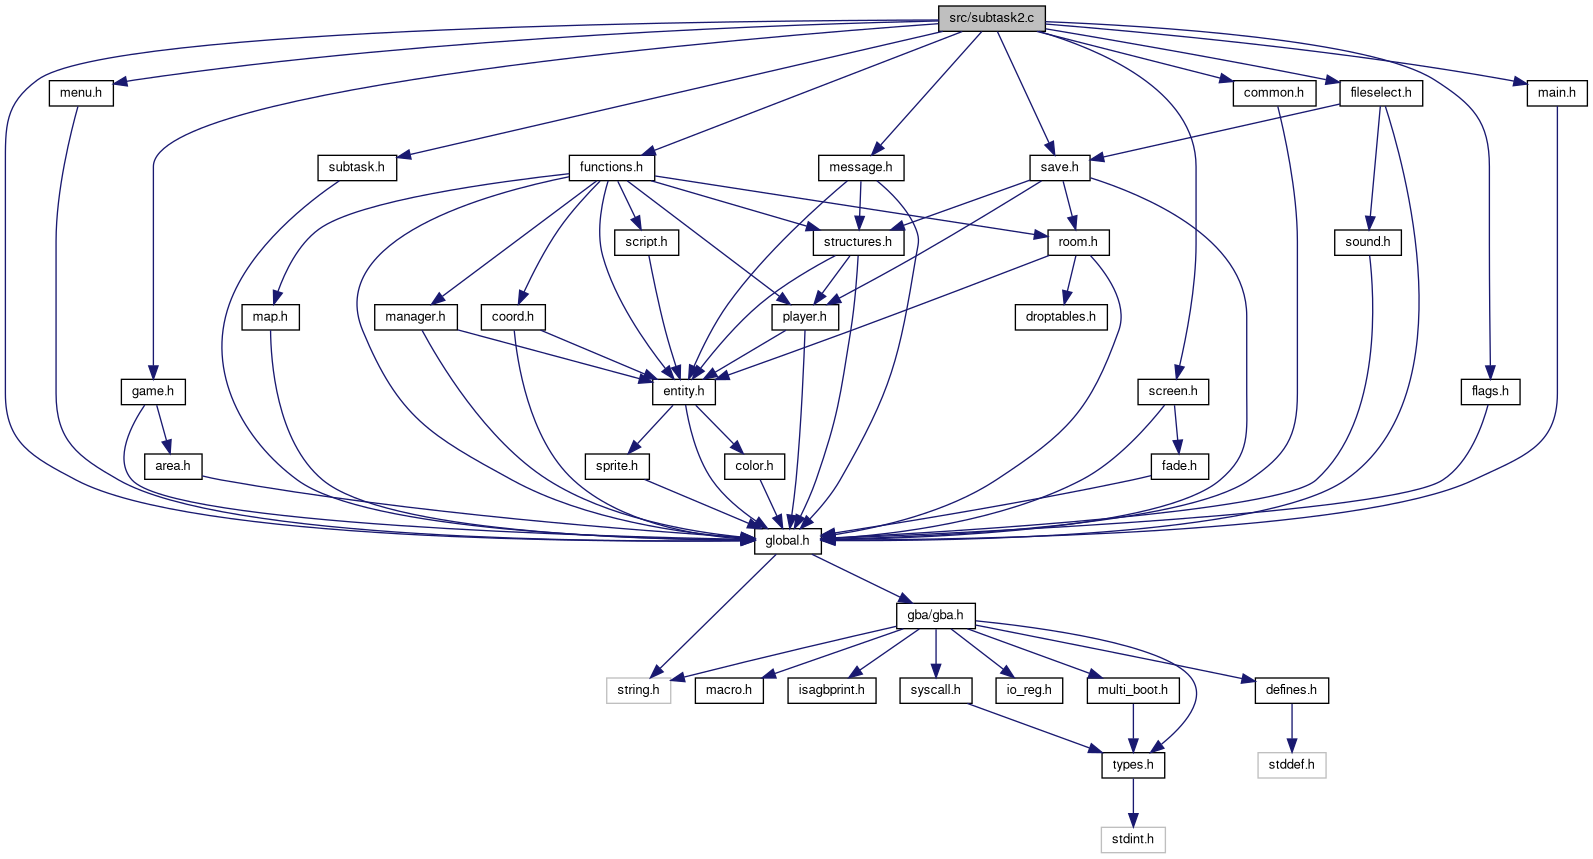 src/subtask2.c
menu.h
common.h
fileselect.h
main.h
subtask.h
functions.h
message.h
save.h
script.h
structures.h
room.h
sound.h
map.h
manager.h
coord.h
player.h
droptables.h
game.h
entity.h
screen.h
flags.h
area.h
sprite.h
color.h
fade.h
global.h
gba/gba.h
string.h
macro.h
isagbprint.h
syscall.h
io_reg.h
multi_boot.h
defines.h
types.h
stddef.h
stdint.h